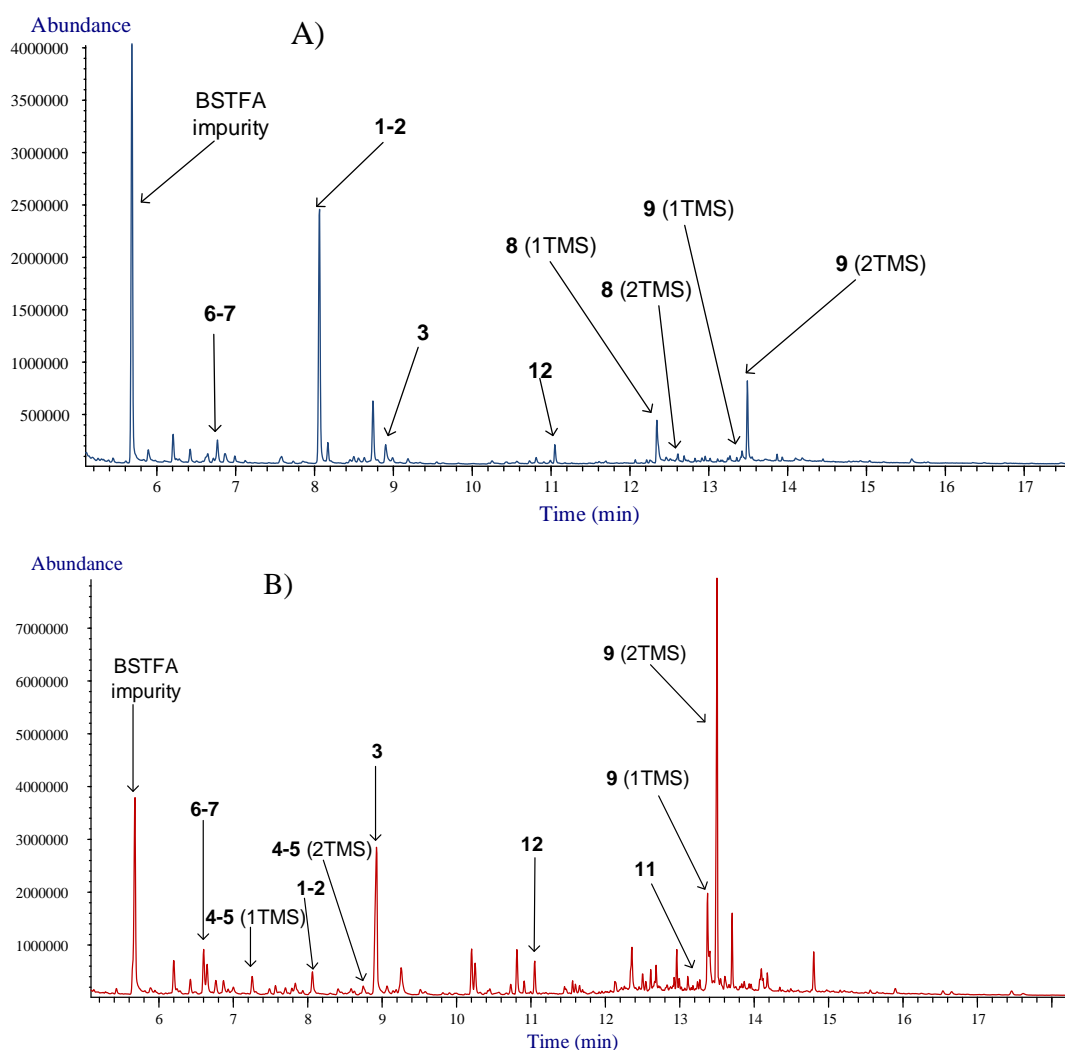 Abundance
A)
4000000
3500000
3000000
2500000
2000000
1500000
1000000
500000
BSTFA
impurity
1-2
6-7
3
12
8 (1TMS)
8 (2TMS)
9 (1TMS)
9 (2TMS)
6 7 8 9 10 11 12 13 14 15 16 17
Time (min)
Abundance
B)
7000000
6000000
5000000
4000000
3000000
2000000
1000000
BSTFA
impurity
6-7
4-5 (1TMS)
1-2
4-5 (2TMS)
3
12
11
9 (1TMS)
9 (2TMS)
6 7 8 9 10 11 12 13 14 15 16 17
Time (min)